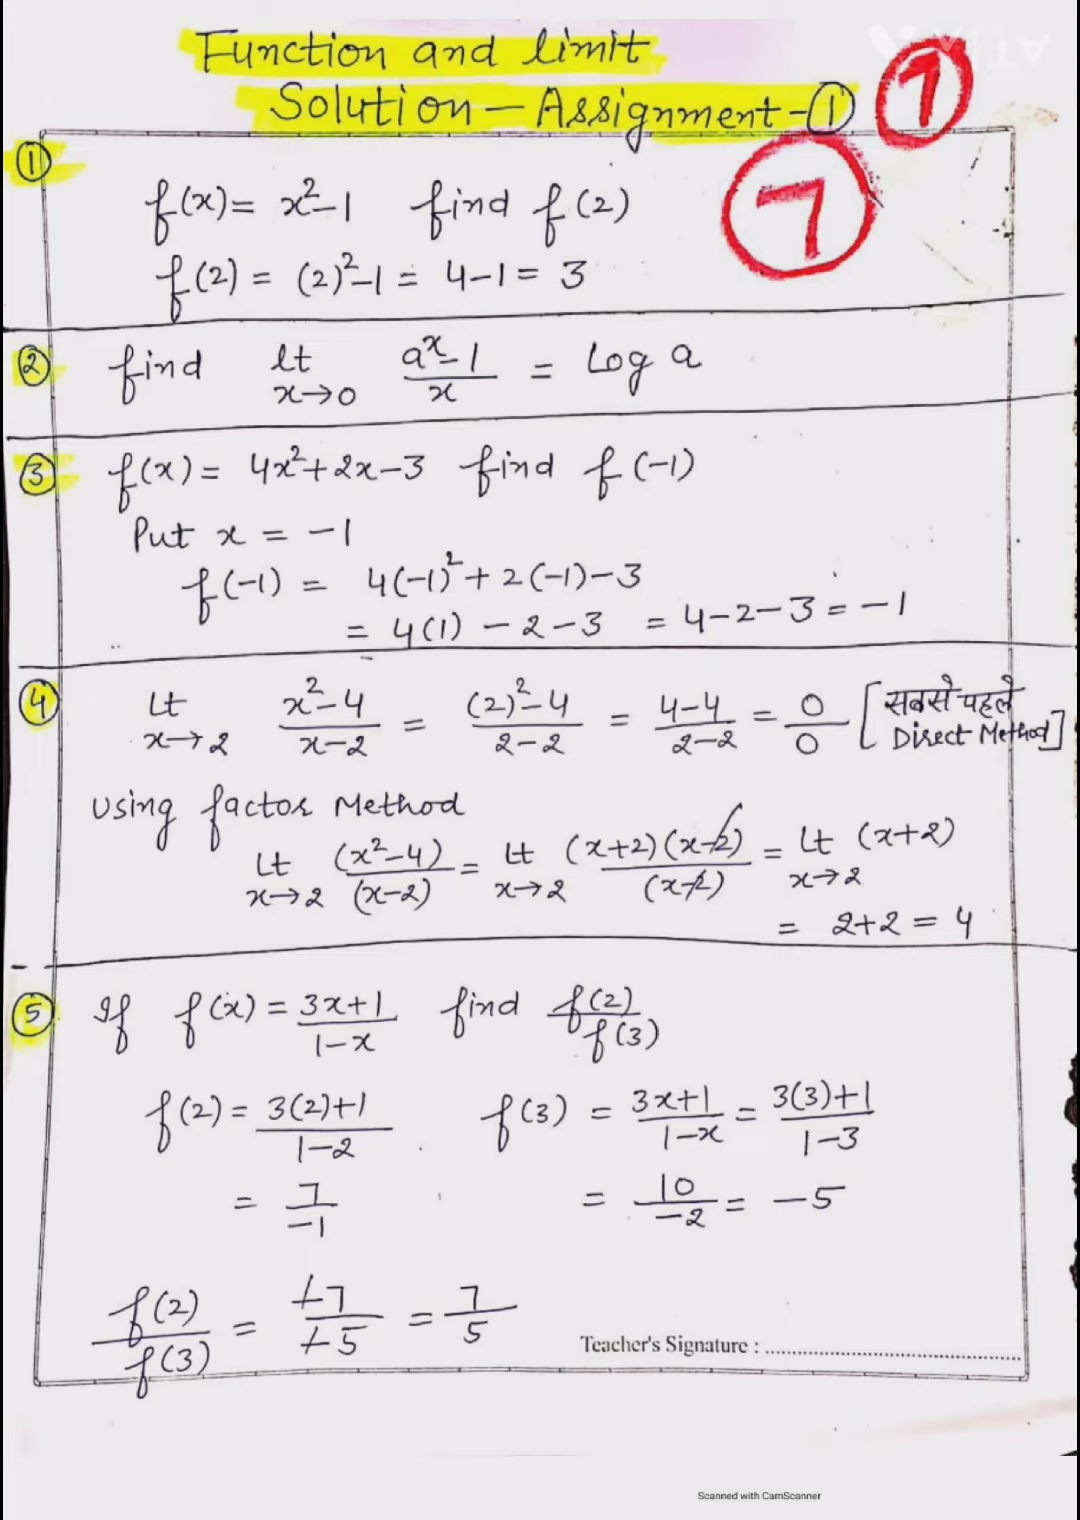 Function and limit
Solution - Assignment - ①
7
7
①
f(x) = x²-1 find f(2)
f(2) = (2)²-1 = 4-1 = 3
② find lt x→0 (aˣ-1)/x = Log a
③ f(x) = 4x²+2x-3 find f(-1)
Put x = -1
f(-1) = 4(-1)²+2(-1)-3
= 4(1) -2-3 = 4-2-3 = -1
④ Lt x→2 (x²-4)/(x-2) = ((2)²-4)/(2-2) = (4-4)/(2-2) = 0/0 [सबसे पहले
Direct Method]
Using factor Method
Lt x→2 (x²-4)/(x-2) = Lt x→2 (x+2)(x-2)/(x-2) = Lt x→2 (x+2)
= 2+2 = 4
⑤ If f(x) = (3x+1)/(1-x) find f(2)/f(3)
f(2) = (3(2)+1)/(1-2) f(3) = (3x+1)/(1-x) = (3(3)+1)/(1-3)
= 7/-1 = 10/-2 = -5
f(2)/f(3) = -7/-5 = 7/5
Teacher's Signature : ........................................
Scanned with CamScanner